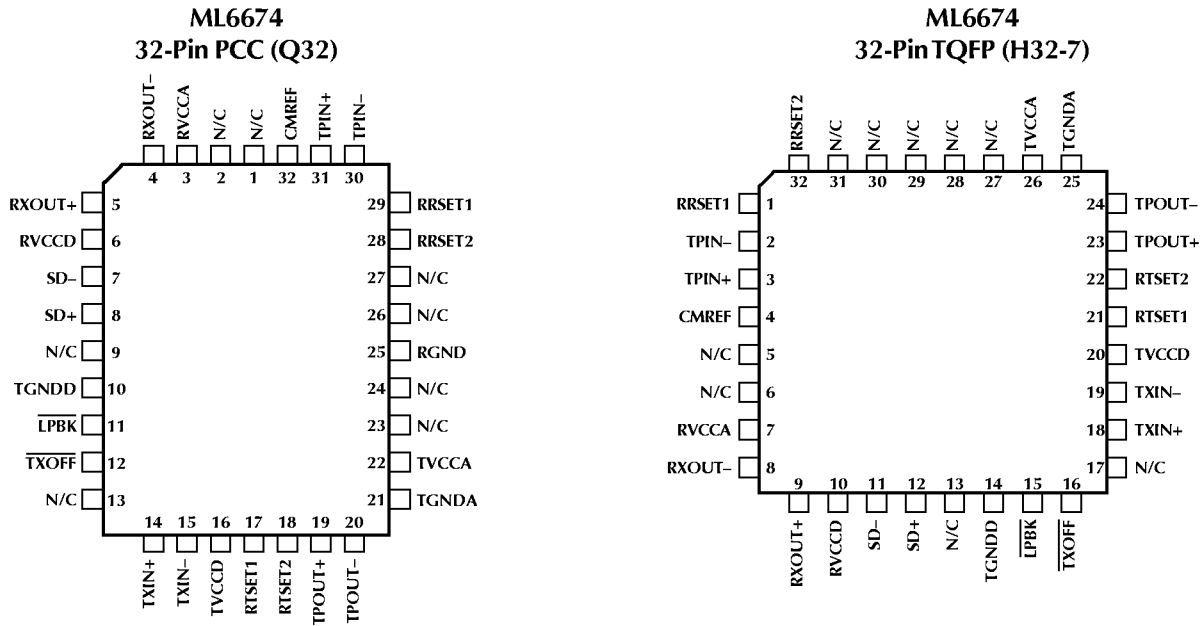 ML6674
32-Pin PCC (Q32)
RXOUT–
RVCCA
N/C
N/C
CMREF
TPIN+
TPIN–
4 3 2 1 32 31 30
RXOUT+ 5
RVCCD 6
SD– 7
SD+ 8
N/C 9
TGNDD 10
LPBK 11
TXOFF 12
N/C 13
29 RRSET1
28 RRSET2
27 N/C
26 N/C
25 RGND
24 N/C
23 N/C
22 TVCCA
21 TGNDA
14 15 16 17 18 19 20
TXIN+
TXIN–
TVCCD
RTSET1
RTSET2
TPOUT+
TPOUT–
ML6674
32-Pin TQFP (H32-7)
RRSET2
N/C
N/C
N/C
N/C
N/C
TVCCA
TGNDA
32 31 30 29 28 27 26 25
RRSET1 1
TPIN– 2
TPIN+ 3
CMREF 4
N/C 5
N/C 6
RVCCA 7
RXOUT– 8
24 TPOUT–
23 TPOUT+
22 RTSET2
21 RTSET1
20 TVCCD
19 TXIN–
18 TXIN+
17 N/C
9 10 11 12 13 14 15 16
RXOUT+
RVCCD
SD–
SD+
N/C
TGNDD
LPBK
TXOFF